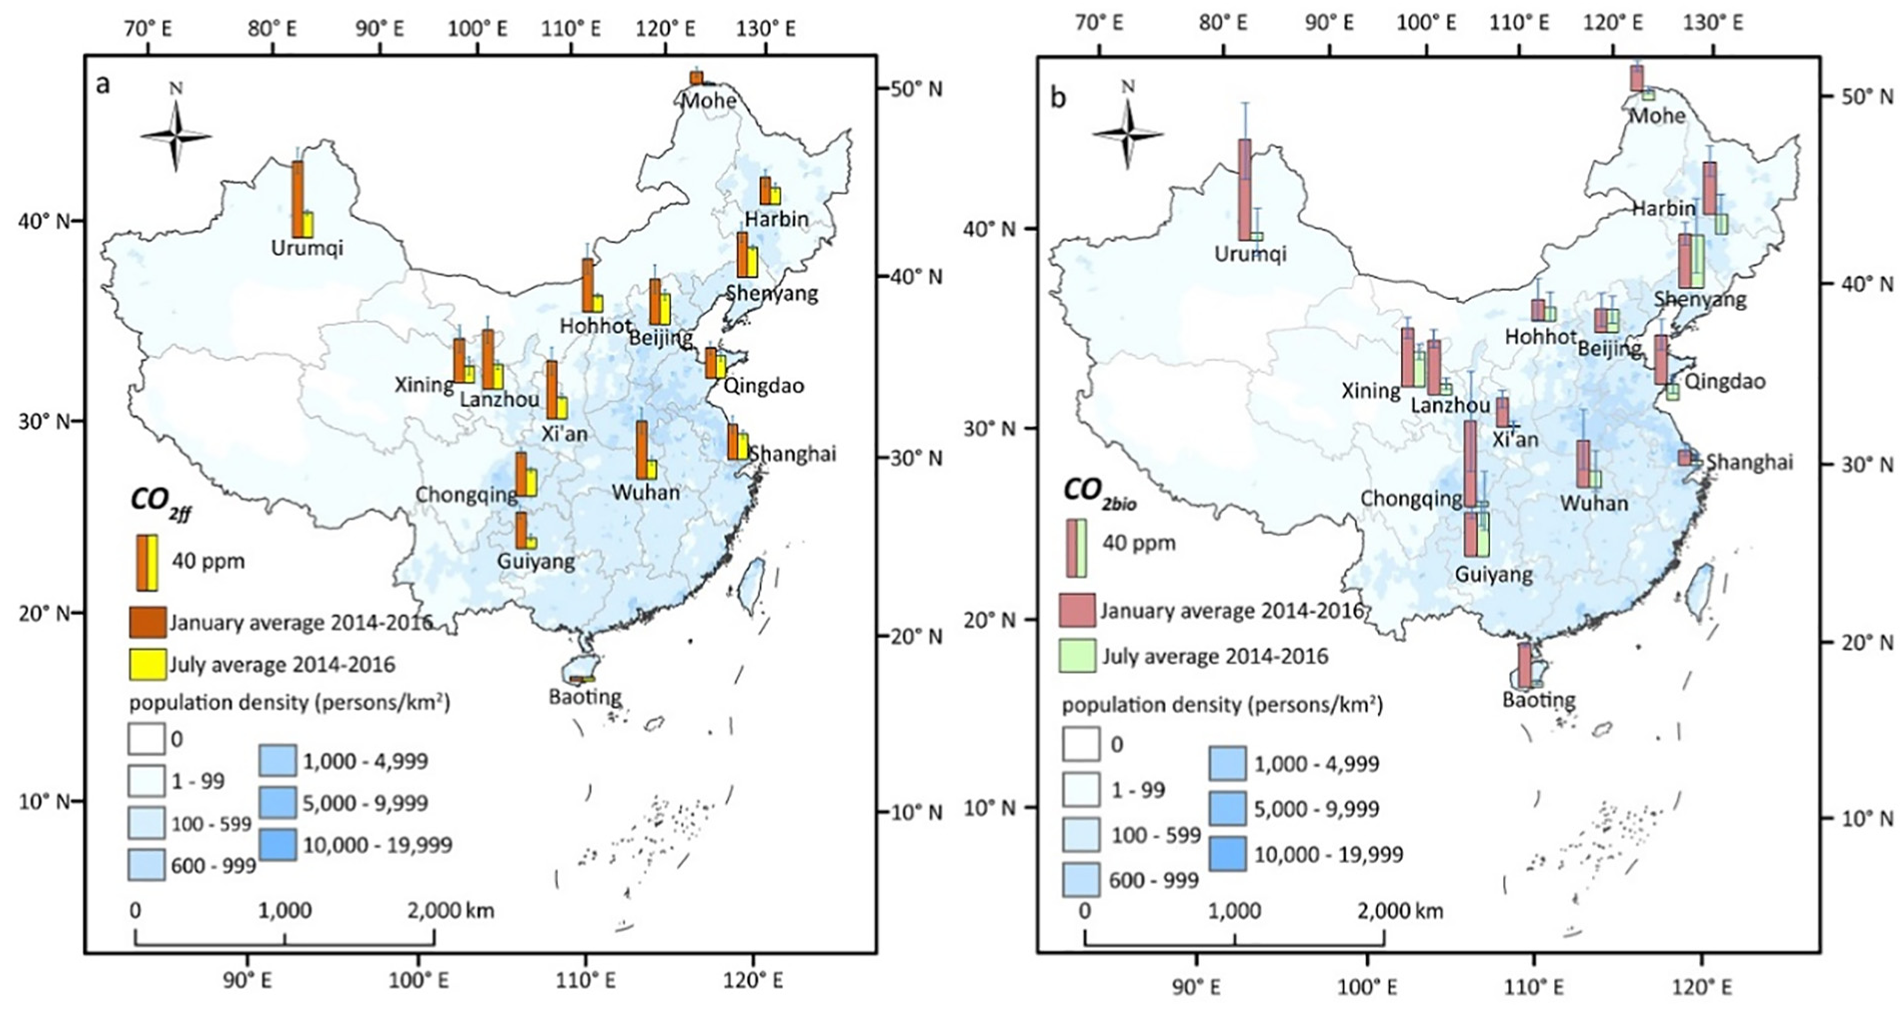 70° E 80° E 90° E 100° E 110° E 120° E 130° E
a
N
50° N
40° N
30° N
20° N
10° N
40° N
30° N
20° N
10° N
Mohe
Harbin
Urumqi
Shenyang
Hohhot
Beijing
Xining
Lanzhou
Qingdao
Xi'an
Shanghai
Chongqing
Wuhan
Guiyang
Baoting
CO2ff
40 ppm
January average 2014-2016
July average 2014-2016
population density (persons/km²)
0
1 - 99
100 - 599
600 - 999
1,000 - 4,999
5,000 - 9,999
10,000 - 19,999
0 1,000 2,000 km
90° E 100° E 110° E 120° E
70° E 80° E 90° E 100° E 110° E 120° E 130° E
b
N
50° N
40° N
30° N
20° N
10° N
40° N
30° N
20° N
10° N
Mohe
Harbin
Urumqi
Shenyang
Hohhot
Beijing
Xining
Lanzhou
Qingdao
Xi'an
Shanghai
Chongqing
Wuhan
Guiyang
Baoting
CO2bio
40 ppm
January average 2014-2016
July average 2014-2016
population density (persons/km²)
0
1 - 99
100 - 599
600 - 999
1,000 - 4,999
5,000 - 9,999
10,000 - 19,999
0 1,000 2,000 km
90° E 100° E 110° E 120° E